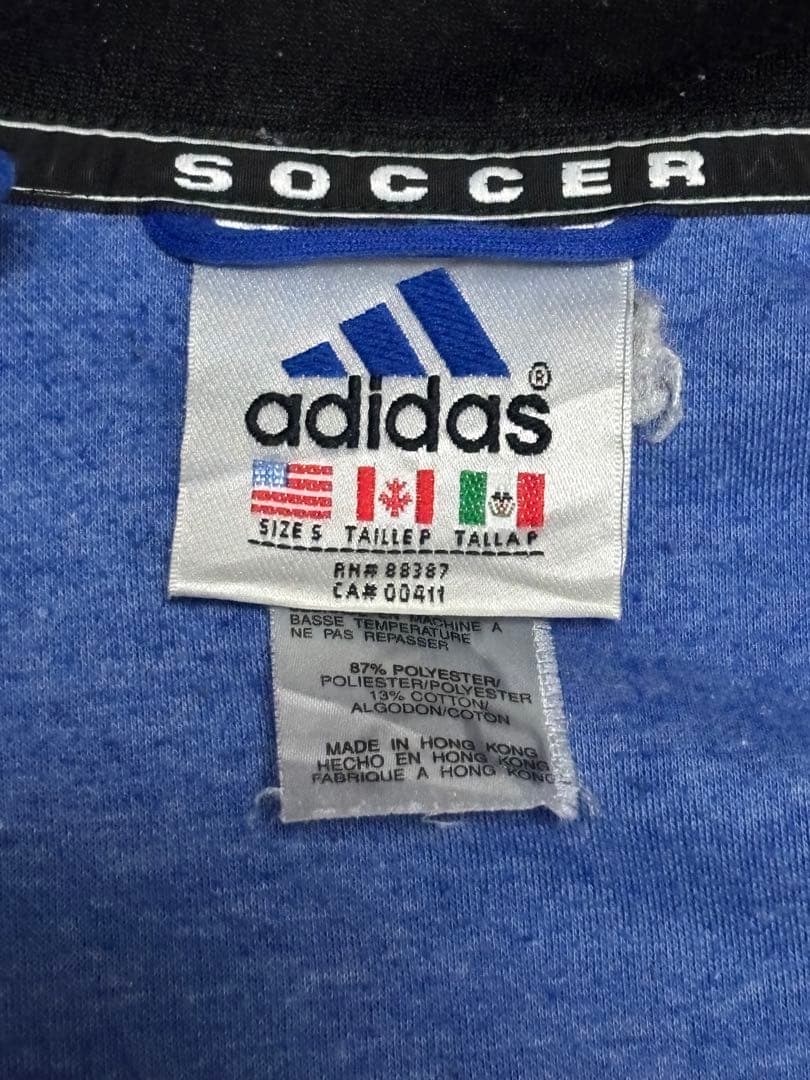 SOCCER
adidas®
SIZE S TAILLE P TALLA P
RN# 88387
CA# 00411
MACHINE A
BASSE TEMPERATURE
NE PAS REPASSER
87% POLYESTER/
POLIESTER/POLYESTER
13% COTTON/
ALGODON/COTON
MADE IN HONG KONG
HECHO EN HONG KONG
FABRIQUE A HONG KONG